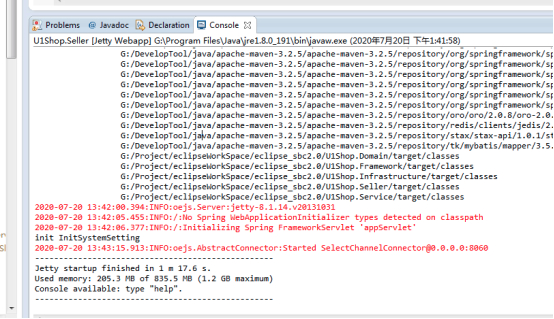 Problems @ Javadoc Declaration Console
U1Shop.Seller [Jetty Webapp] G:\Program Files\Java\jre1.8.0_191\bin\javaw.exe (2020年7月20日 下午1:41:58)
G:/DevelopTool/java/apache-maven-3.2.5/apache-maven-3.2.5/repository/org/springframework/sp
G:/DevelopTool/java/apache-maven-3.2.5/apache-maven-3.2.5/repository/org/springframework/sp
G:/DevelopTool/java/apache-maven-3.2.5/apache-maven-3.2.5/repository/org/springframework/sp
G:/DevelopTool/java/apache-maven-3.2.5/apache-maven-3.2.5/repository/org/springframework/sp
G:/DevelopTool/java/apache-maven-3.2.5/apache-maven-3.2.5/repository/org/springframework/sp
G:/DevelopTool/java/apache-maven-3.2.5/apache-maven-3.2.5/repository/org/springframework/sp
G:/DevelopTool/java/apache-maven-3.2.5/apache-maven-3.2.5/repository/oro/oro/2.0.8/oro-2.0.
G:/DevelopTool/java/apache-maven-3.2.5/apache-maven-3.2.5/repository/redis/clients/jedis/2.
G:/DevelopTool/java/apache-maven-3.2.5/apache-maven-3.2.5/repository/stax/stax-api/1.0.1/st
G:/DevelopTool/java/apache-maven-3.2.5/apache-maven-3.2.5/repository/tk/mybatis/mapper/3.5.
G:/Project/eclipseWorkSpace/eclipse_sbc2.0/U1Shop.Domain/target/classes
G:/Project/eclipseWorkSpace/eclipse_sbc2.0/U1Shop.Framework/target/classes
G:/Project/eclipseWorkSpace/eclipse_sbc2.0/U1Shop.Infrastructure/target/classes
G:/Project/eclipseWorkSpace/eclipse_sbc2.0/U1Shop.Seller/target/classes
G:/Project/eclipseWorkSpace/eclipse_sbc2.0/U1Shop.Service/target/classes
2020-07-20 13:42:00.394:INFO:oejs.Server:jetty-8.1.14.v20131031
2020-07-20 13:42:05.455:INFO:/:No Spring WebApplicationInitializer types detected on classpath
2020-07-20 13:42:06.377:INFO:/:Initializing Spring FrameworkServlet 'appServlet'
init InitSystemSetting
2020-07-20 13:43:15.913:INFO:oejs.AbstractConnector:Started SelectChannelConnector@0.0.0.0:8060
-----------------------------------------------
Jetty startup finished in 1 m 17.6 s.
Used memory: 205.3 MB of 835.5 MB (1.2 GB maximum)
Console available: type "help".
-----------------------------------------------